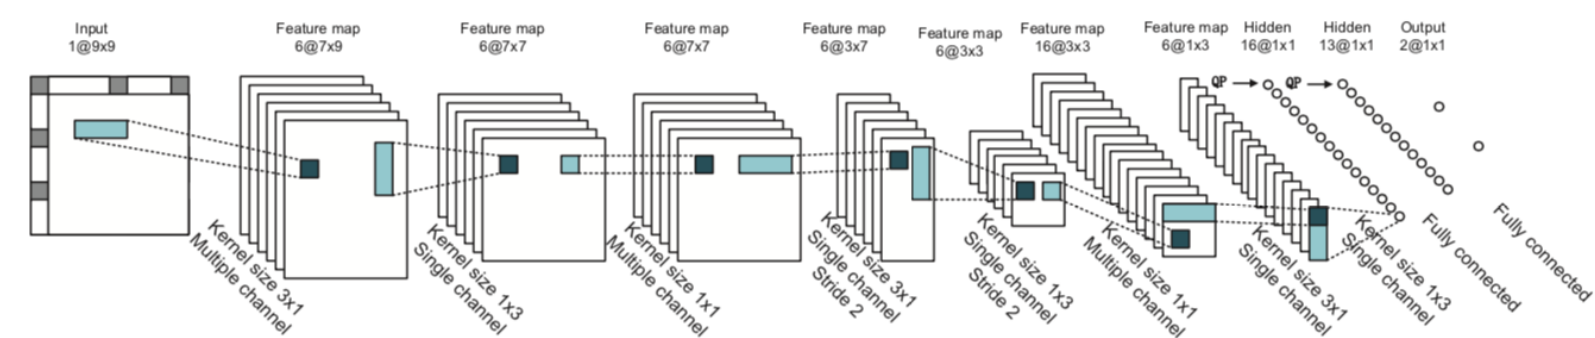 Input
1@9x9
Feature map
6@7x9
Feature map
6@7x7
Feature map
6@7x7
Feature map
6@3x7
Feature map
6@3x3
Feature map
16@3x3
Feature map
6@1x3
Hidden
16@1x1
Hidden
13@1x1
Output
2@1x1
QP
QP
Kernel size 3x1
Multiple channel
Kernel size 1x3
Single channel
Kernel size 1x1
Multiple channel
Kernel size 3x1
Single channel
Stride 2
Kernel size 1x3
Single channel
Stride 2
Kernel size 1x1
Multiple channel
Kernel size 3x1
Single channel
Kernel size 1x3
Single channel
Fully connected
Fully connected